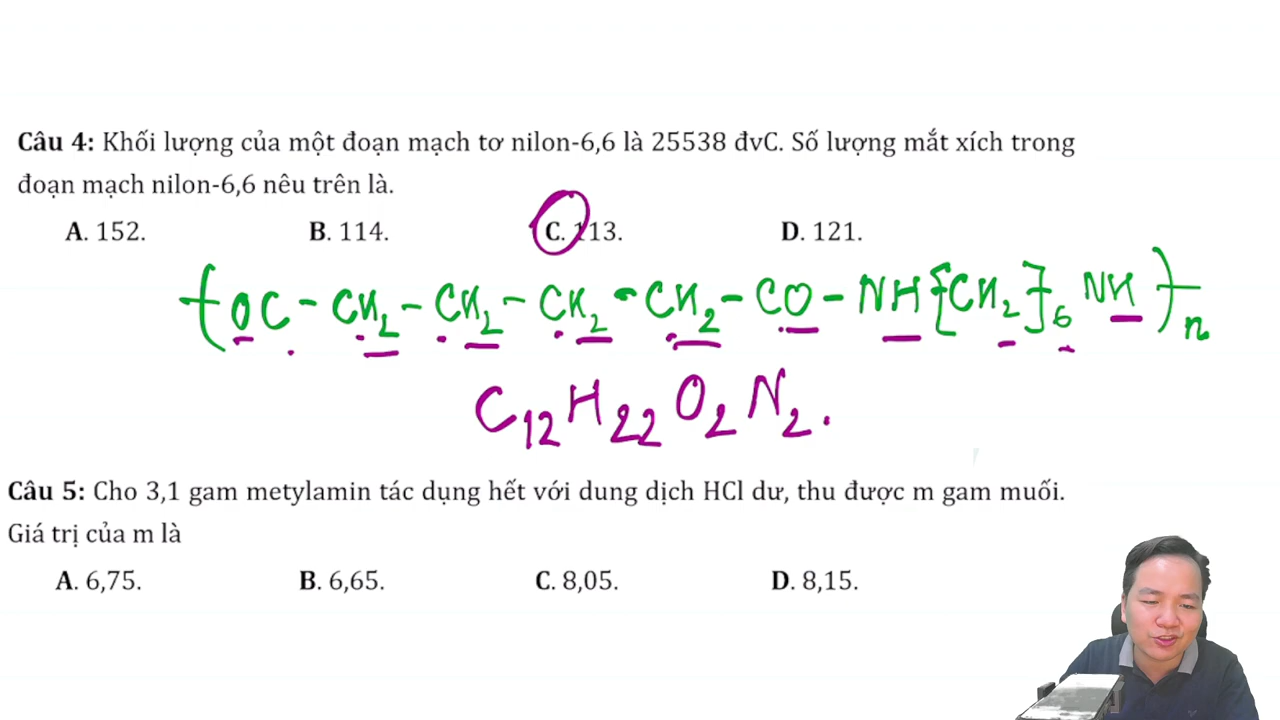 Câu 4: Khối lượng của một đoạn mạch tơ nilon-6,6 là 25538 đvC. Số lượng mắt xích trong
đoạn mạch nilon-6,6 nêu trên là.
A. 152. B. 114. C. 113. D. 121.
-(OC - CH₂ - CH₂ - CH₂ - CH₂ - CO - NH[CH₂]₆NH)-ₙ
C₁₂H₂₂O₂N₂.
Câu 5: Cho 3,1 gam metylamin tác dụng hết với dung dịch HCl dư, thu được m gam muối.
Giá trị của m là
A. 6,75. B. 6,65. C. 8,05. D. 8,15.